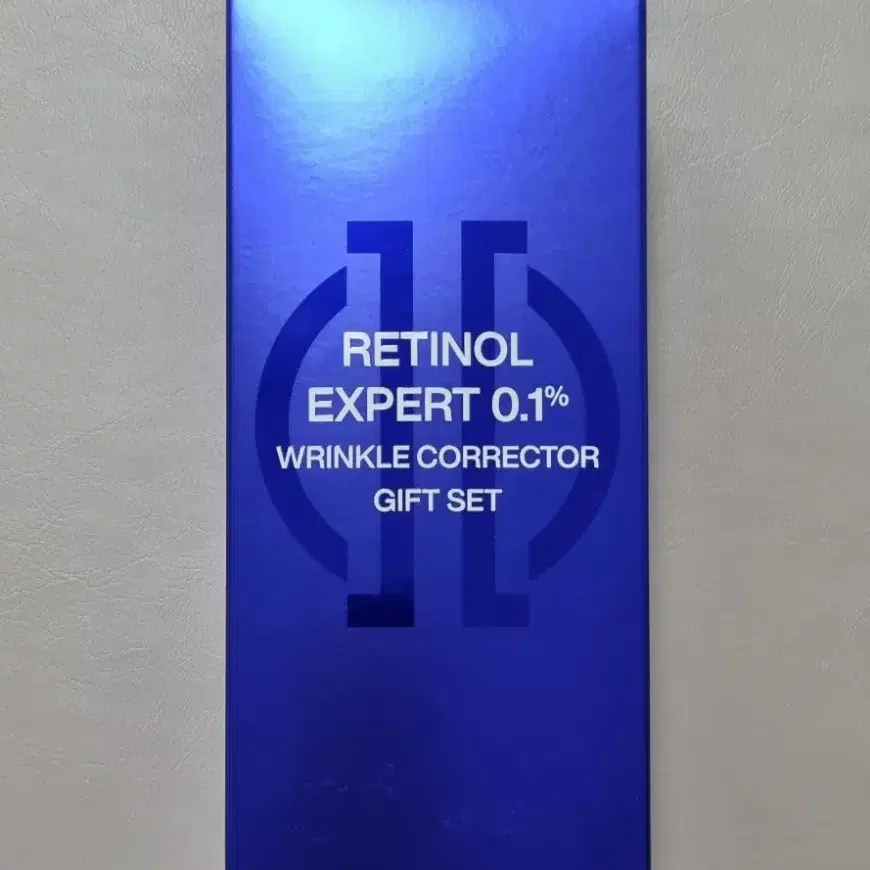 RETINOL
EXPERT 0.1%
WRINKLE CORRECTOR
GIFT SET